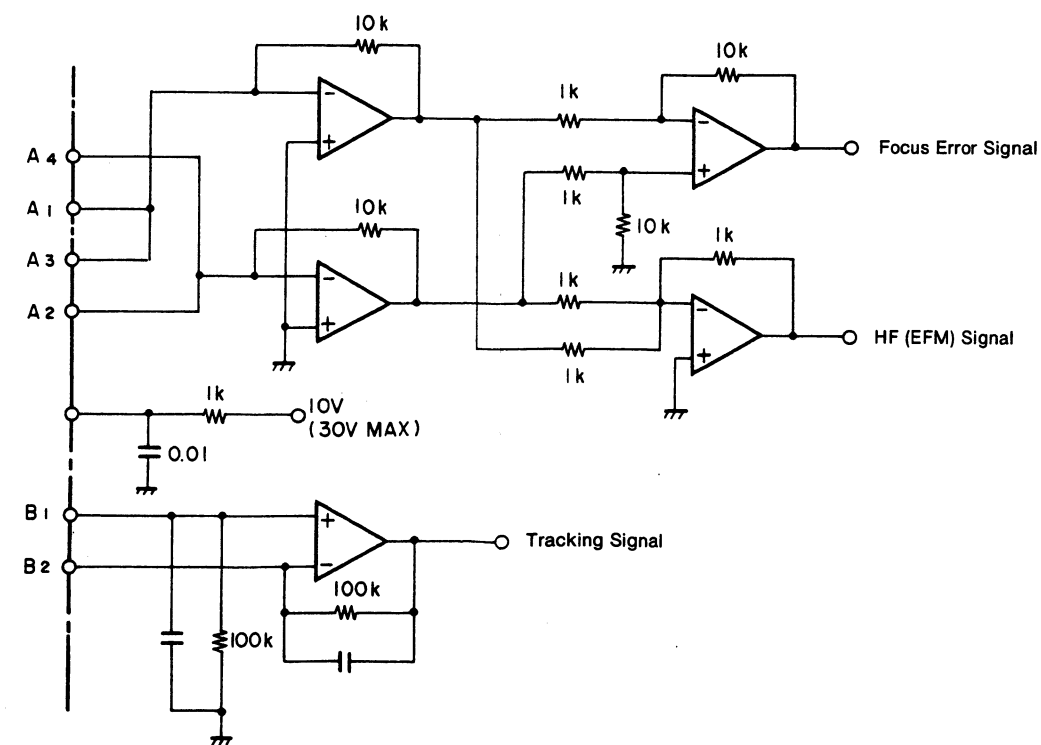 10k
10k
1k
A4
Focus Error Signal
1k
A1
10k
10k
1k
A3
1k
A2
HF (EFM) Signal
1k
1k
10V
(30V MAX)
0.01
B1
Tracking Signal
B2
100k
100k